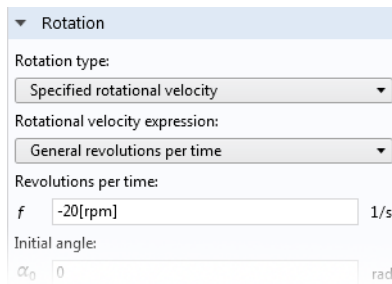 Rotation
Rotation type:
Specified rotational velocity
Rotational velocity expression:
General revolutions per time
Revolutions per time:
f -20[rpm] 1/s
Initial angle:
α₀ 0 rad